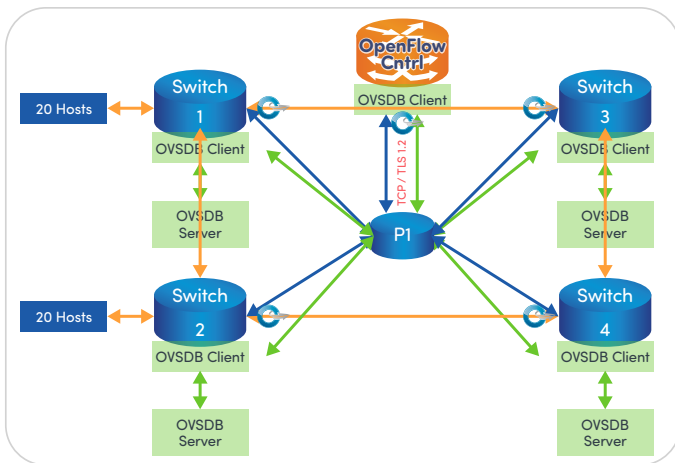 OpenFlow
Cntrl
OVSDB Client
TCP / TLS 1.2
20 Hosts
Switch
1
OVSDB Client
OVSDB
Server
Switch
3
OVSDB Client
OVSDB
Server
P1
20 Hosts
Switch
2
OVSDB Client
OVSDB
Server
Switch
4
OVSDB Client
OVSDB
Server